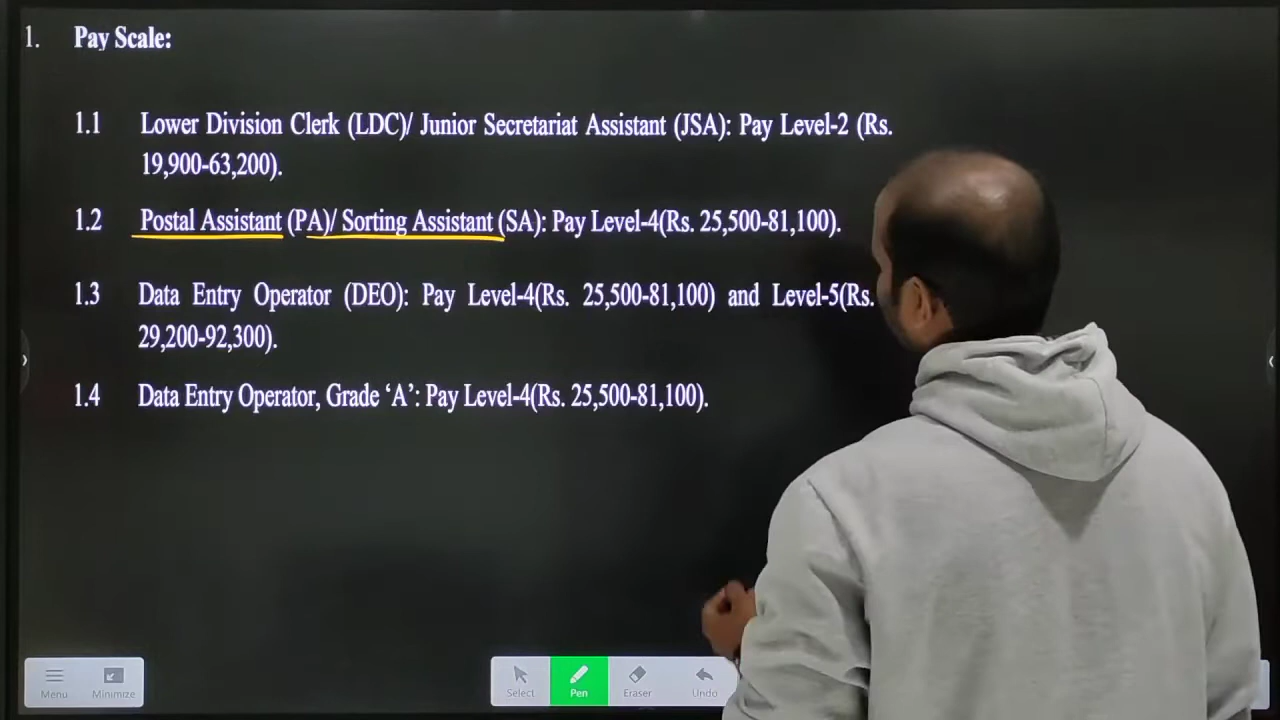 1. Pay Scale:
1.1 Lower Division Clerk (LDC)/ Junior Secretariat Assistant (JSA): Pay Level-2 (Rs.
19,900-63,200).
1.2 Postal Assistant (PA)/ Sorting Assistant (SA): Pay Level-4(Rs. 25,500-81,100).
1.3 Data Entry Operator (DEO): Pay Level-4(Rs. 25,500-81,100) and Level-5(Rs.
29,200-92,300).
1.4 Data Entry Operator, Grade ‘A’: Pay Level-4(Rs. 25,500-81,100).
Menu Minimize Select Pen Eraser Undo